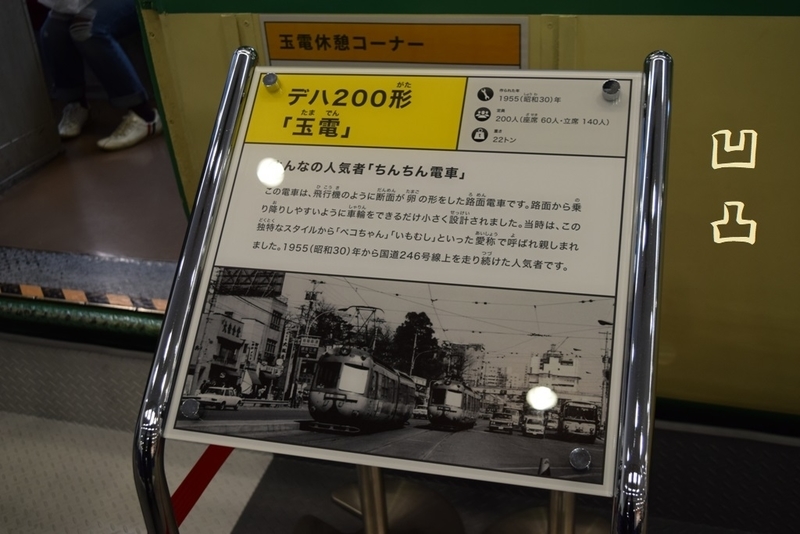 玉電休憩コーナー
デハ200形
「玉電」
1955(昭和30)年
200人(座席 60人・立席 140人)
22トン
んなの人気者「ちんちん電車」
この電車は、飛行機のように断面が卵の形をした路面電車です。路面から乗
り降りしやすいように車輪をできるだけ小さく設計されました。当時は、この
独特なスタイルから「ペコちゃん」「いもむし」といった愛称で呼ばれ親しまれ
ました。1955(昭和30)年から国道246号線上を走り続けた人気者です。
凹
凸